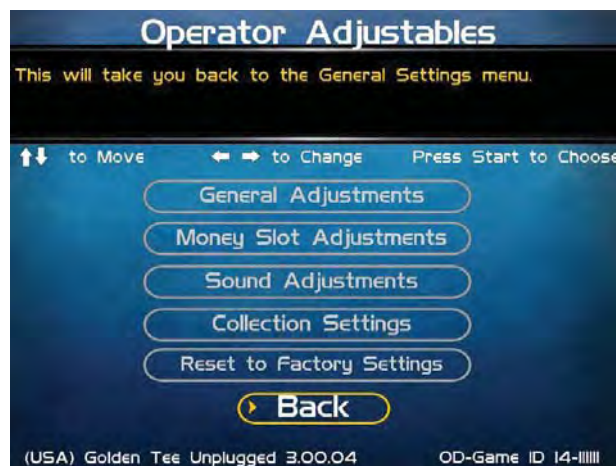 Operator Adjustables
This will take you back to the General Settings menu.
to Move to Change Press Start to Choose
General Adjustments
Money Slot Adjustments
Sound Adjustments
Collection Settings
Reset to Factory Settings
Back
(USA) Golden Tee Unplugged 3.00.04 OD-Game ID 14-111111